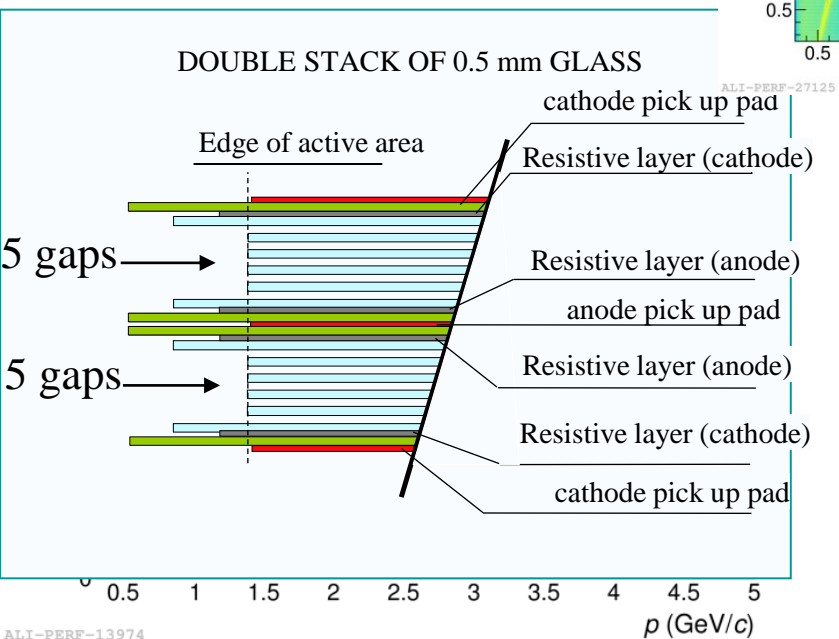 0.5
0.5
ALI-PERF-27125
DOUBLE STACK OF 0.5 mm GLASS
cathode pick up pad
Edge of active area
Resistive layer (cathode)
5 gaps
Resistive layer (anode)
anode pick up pad
5 gaps
Resistive layer (anode)
Resistive layer (cathode)
cathode pick up pad
0 0.5 1 1.5 2 2.5 3 3.5 4 4.5 5
p (GeV/c)
ALI-PERF-13974